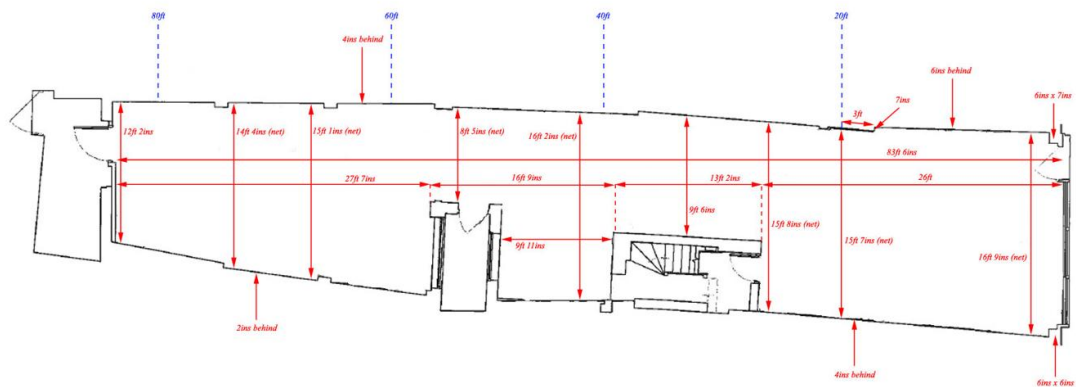 80ft
60ft
40ft
20ft
4ins behind
6ins behind
6ins x 7ins
7ins
3ft
12ft 2ins
14ft 4ins (net)
15ft 1ins (net)
8ft 5ins (net)
16ft 2ins (net)
83ft 6ins
27ft 7ins
16ft 9ins
13ft 2ins
26ft
9ft 6ins
15ft 8ins (net)
15ft 7ins (net)
9ft 11ins
16ft 9ins (net)
2ins behind
4ins behind
6ins x 6ins